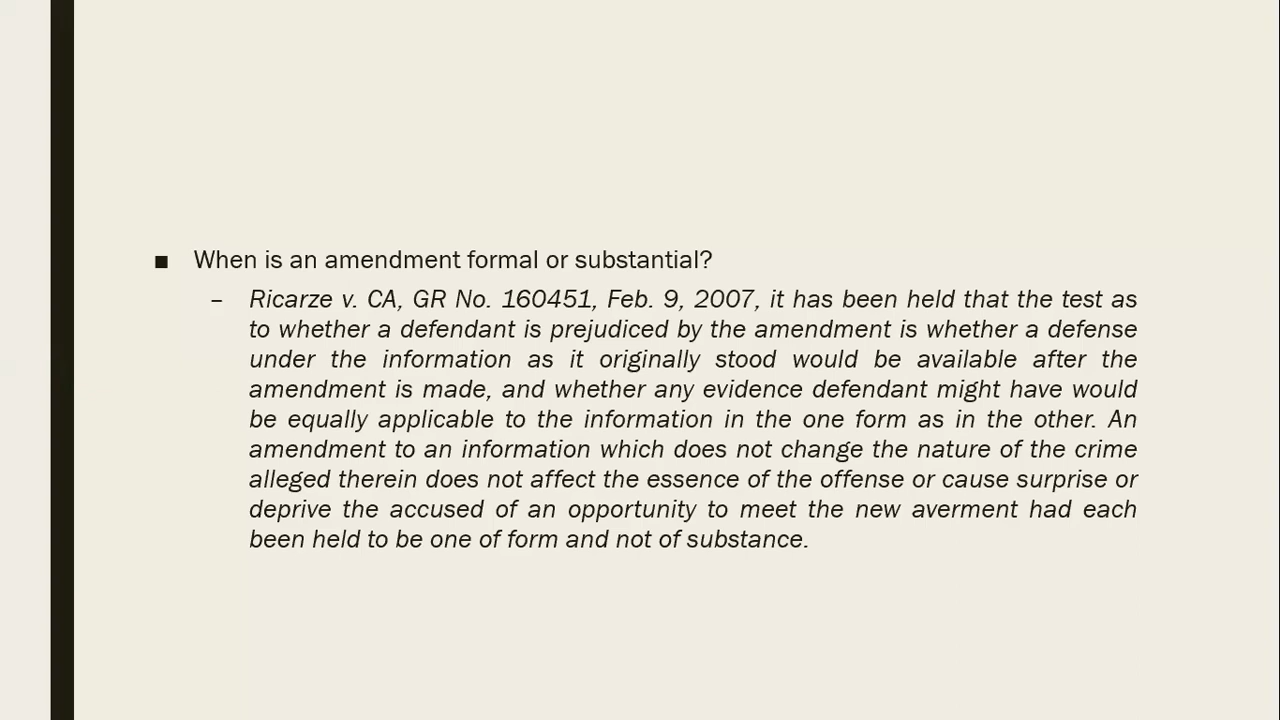 ■ When is an amendment formal or substantial?
– Ricarze v. CA, GR No. 160451, Feb. 9, 2007, it has been held that the test as
to whether a defendant is prejudiced by the amendment is whether a defense
under the information as it originally stood would be available after the
amendment is made, and whether any evidence defendant might have would
be equally applicable to the information in the one form as in the other. An
amendment to an information which does not change the nature of the crime
alleged therein does not affect the essence of the offense or cause surprise or
deprive the accused of an opportunity to meet the new averment had each
been held to be one of form and not of substance.